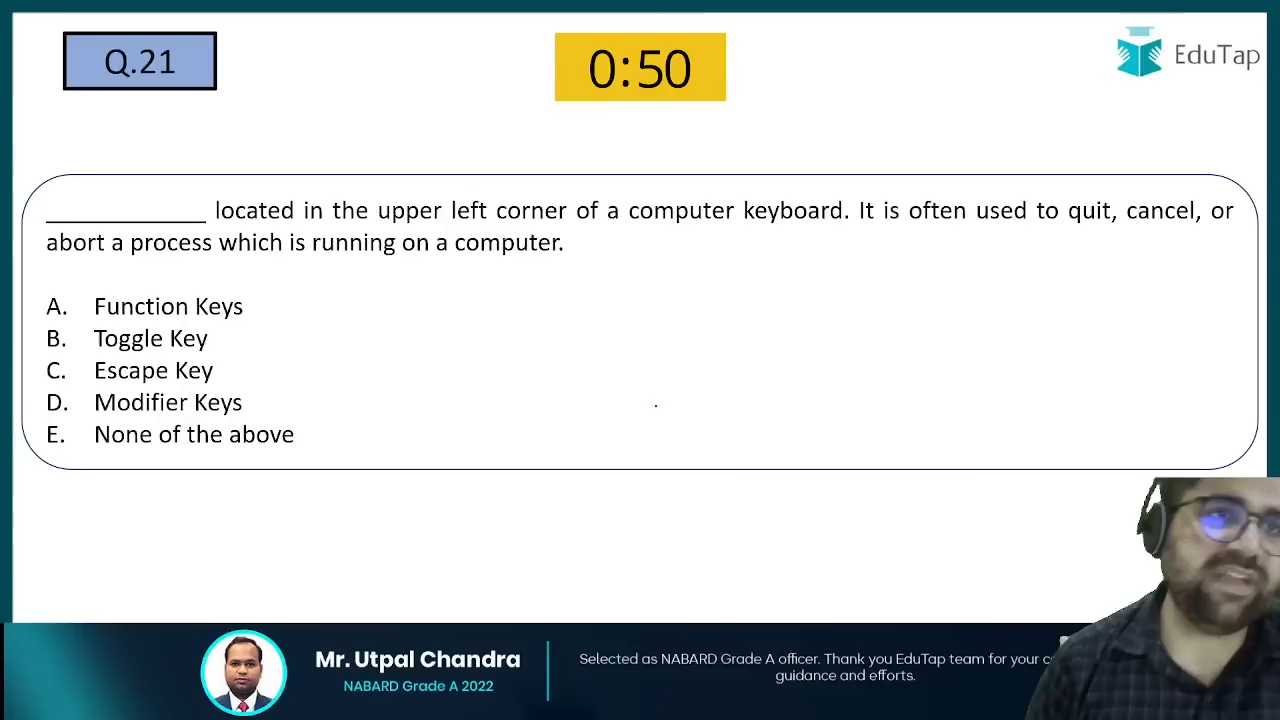 Q.21
0:50
EduTap
____________ located in the upper left corner of a computer keyboard. It is often used to quit, cancel, or
abort a process which is running on a computer.
A. Function Keys
B. Toggle Key
C. Escape Key
D. Modifier Keys
E. None of the above
Mr. Utpal Chandra
NABARD Grade A 2022
Selected as NABARD Grade A officer. Thank you EduTap team for your
guidance and efforts.